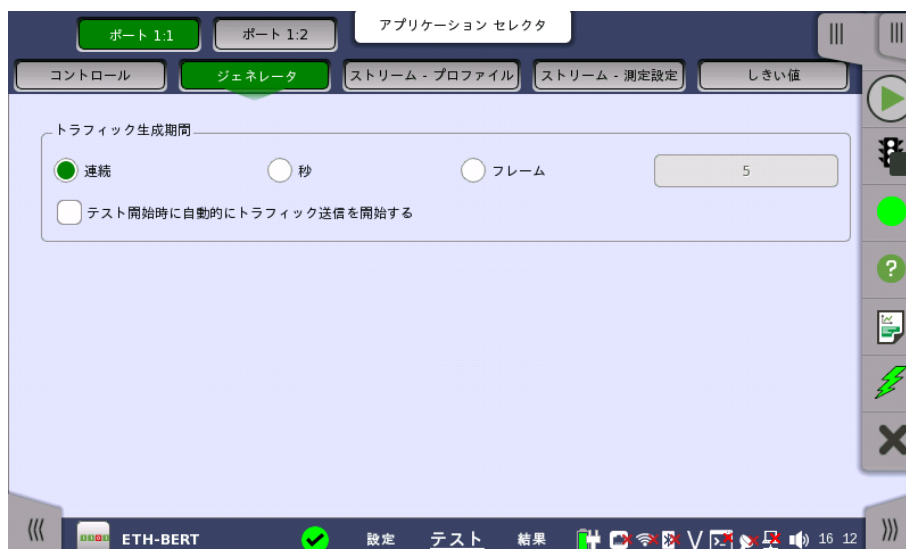 アプリケーション セレクタ
ポート 1:1
ポート 1:2
コントロール
ジェネレータ
ストリーム - プロファイル
ストリーム - 測定設定
しきい値
トラフィック生成期間
連続
秒
フレーム
5
テスト開始時に自動的にトラフィック送信を開始する
ETH-BERT
設定
テスト
結果
16 12